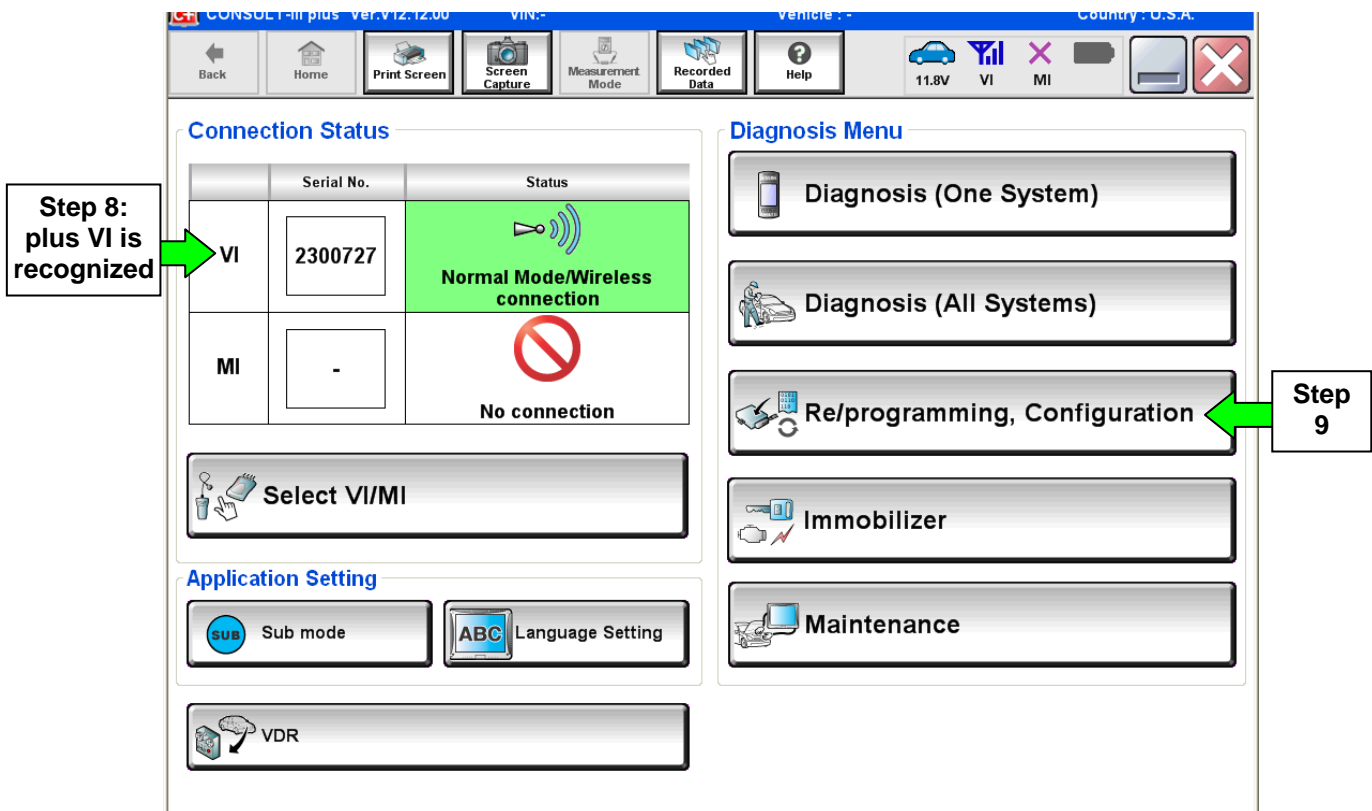 CONSULT-III plus Ver.V12.12.00 VIN:- Vehicle : - Country : U.S.A.
Back
Home
Print Screen
Screen
Capture
Measurement
Mode
Recorded
Data
Help
11.8V
VI
MI
Connection Status
Serial No.
Status
VI
2300727
Normal Mode/Wireless
connection
MI
-
No connection
Select VI/MI
Application Setting
SUB
Sub mode
ABC
Language Setting
VDR
Diagnosis Menu
Diagnosis (One System)
Diagnosis (All Systems)
Re/programming, Configuration
Immobilizer
Maintenance
Step 8:
plus VI is
recognized
Step
9